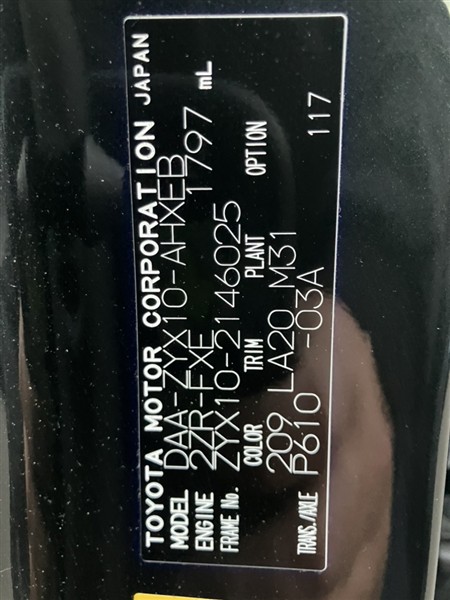 TOYOTA MOTOR CORPORATION JAPAN
MODEL DAA-ZYX10-AHXEB
ENGINE 2ZR-FXE 1797 mL
FRAME No. ZYX10-2146025
COLOR TRIM PLANT OPTION
209 LA20 M31
TRANS./AXLE P610 -03A 117